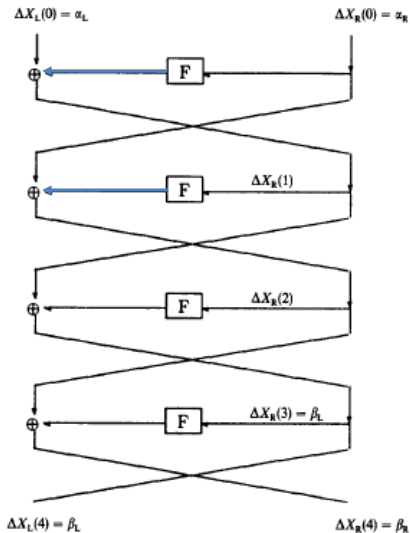 ΔX_L(0) = α_L ΔX_R(0) = α_R
F
F ΔX_R(1)
F ΔX_R(2)
F ΔX_R(3) = β_L
ΔX_L(4) = β_L ΔX_R(4) = β_R